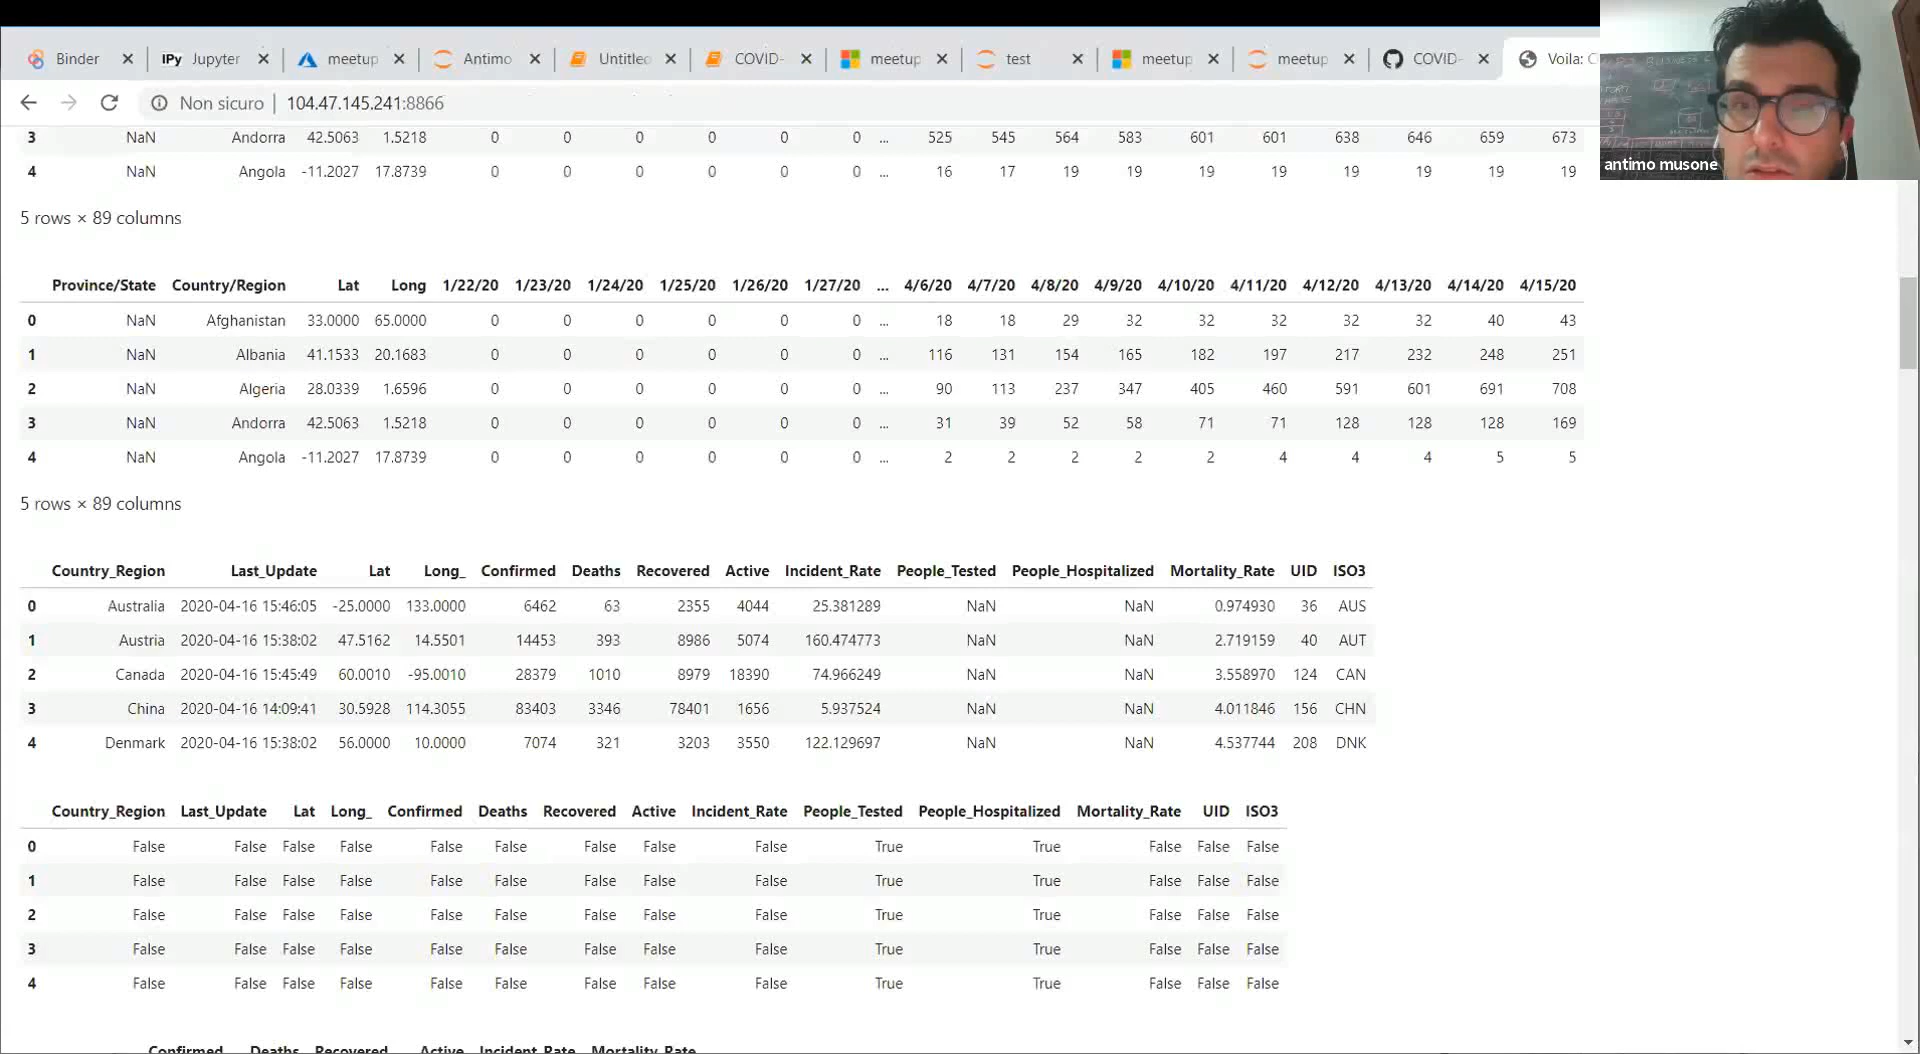 Binder Jupyter meetup Antimo Untitled COVID- meetup test meetup meetup COVID- Voila: C
Non sicuro | 104.47.145.241:8866
antimo musone
3 NaN Andorra 42.5063 1.5218 0 0 0 0 0 0 ... 525 545 564 583 601 601 638 646 659 673
4 NaN Angola -11.2027 17.8739 0 0 0 0 0 0 ... 16 17 19 19 19 19 19 19 19 19
5 rows × 89 columns
Province/State Country/Region Lat Long 1/22/20 1/23/20 1/24/20 1/25/20 1/26/20 1/27/20 ... 4/6/20 4/7/20 4/8/20 4/9/20 4/10/20 4/11/20 4/12/20 4/13/20 4/14/20 4/15/20
0 NaN Afghanistan 33.0000 65.0000 0 0 0 0 0 0 ... 18 18 29 32 32 32 32 32 40 43
1 NaN Albania 41.1533 20.1683 0 0 0 0 0 0 ... 116 131 154 165 182 197 217 232 248 251
2 NaN Algeria 28.0339 1.6596 0 0 0 0 0 0 ... 90 113 237 347 405 460 591 601 691 708
3 NaN Andorra 42.5063 1.5218 0 0 0 0 0 0 ... 31 39 52 58 71 71 128 128 128 169
4 NaN Angola -11.2027 17.8739 0 0 0 0 0 0 ... 2 2 2 2 2 4 4 4 5 5
5 rows × 89 columns
Country_Region Last_Update Lat Long_ Confirmed Deaths Recovered Active Incident_Rate People_Tested People_Hospitalized Mortality_Rate UID ISO3
0 Australia 2020-04-16 15:46:05 -25.0000 133.0000 6462 63 2355 4044 25.381289 NaN NaN 0.974930 36 AUS
1 Austria 2020-04-16 15:38:02 47.5162 14.5501 14453 393 8986 5074 160.474773 NaN NaN 2.719159 40 AUT
2 Canada 2020-04-16 15:45:49 60.0010 -95.0010 28379 1010 8979 18390 74.966249 NaN NaN 3.558970 124 CAN
3 China 2020-04-16 14:09:41 30.5928 114.3055 83403 3346 78401 1656 5.937524 NaN NaN 4.011846 156 CHN
4 Denmark 2020-04-16 15:38:02 56.0000 10.0000 7074 321 3203 3550 122.129697 NaN NaN 4.537744 208 DNK
Country_Region Last_Update Lat Long_ Confirmed Deaths Recovered Active Incident_Rate People_Tested People_Hospitalized Mortality_Rate UID ISO3
0 False False False False False False False False False True True False False False
1 False False False False False False False False False True True False False False
2 False False False False False False False False False True True False False False
3 False False False False False False False False False True True False False False
4 False False False False False False False False False True True False False False
Confirmed Deaths Recovered Active Incident_Rate Mortality_Rate